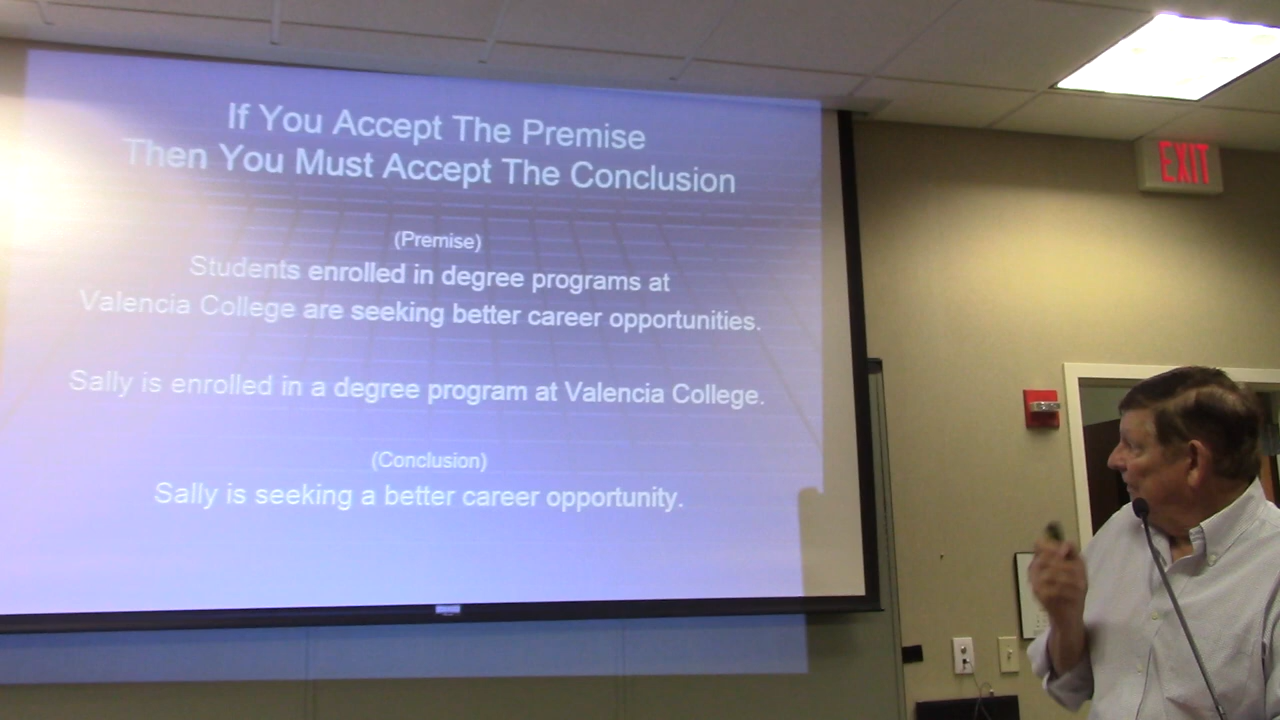 If You Accept The Premise
Then You Must Accept The Conclusion
(Premise)
Students enrolled in degree programs at
Valencia College are seeking better career opportunities.
Sally is enrolled in a degree program at Valencia College.
(Conclusion)
Sally is seeking a better career opportunity.
EXIT